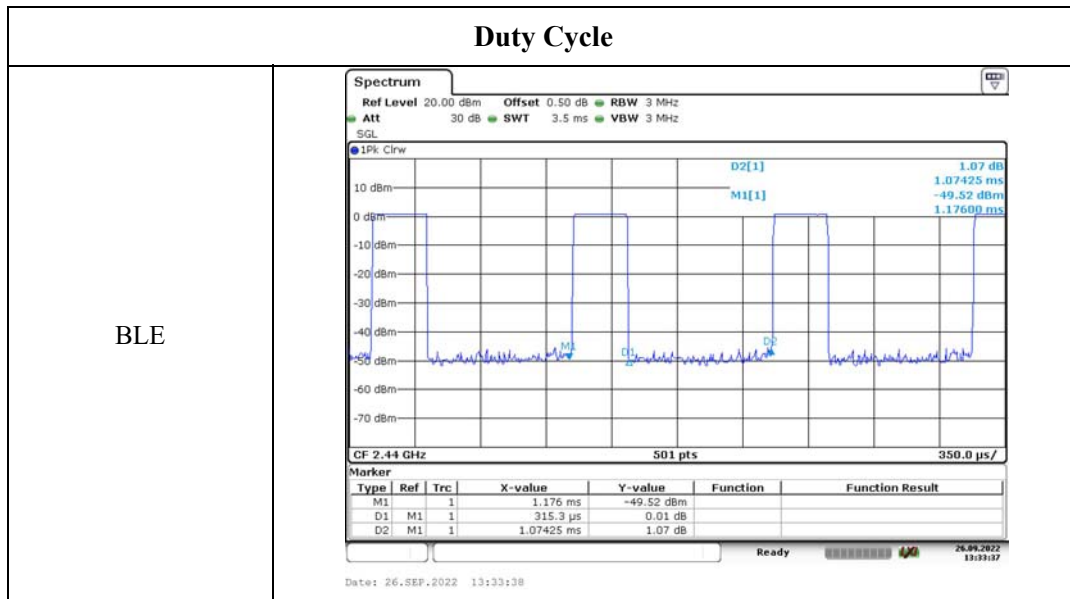 Duty Cycle
BLE
Spectrum
Ref Level 20.00 dBm Offset 0.50 dB RBW 3 MHz
Att 30 dB SWT 3.5 ms VBW 3 MHz
SGL
1Pk Clrw
D2[1] 1.07 dB
1.07425 ms
M1[1] -49.52 dBm
1.17600 ms
10 dBm
0 dBm
-10 dBm
-20 dBm
-30 dBm
-40 dBm
-50 dBm
-60 dBm
-70 dBm
M1
D1
D2
CF 2.44 GHz 501 pts 350.0 µs/
Marker
Type Ref Trc X-value Y-value Function Function Result
M1 1 1.176 ms -49.52 dBm
D1 M1 1 315.3 µs 0.01 dB
D2 M1 1 1.07425 ms 1.07 dB
Ready 26.09.2022
13:33:37
Date: 26.SEP.2022 13:33:38